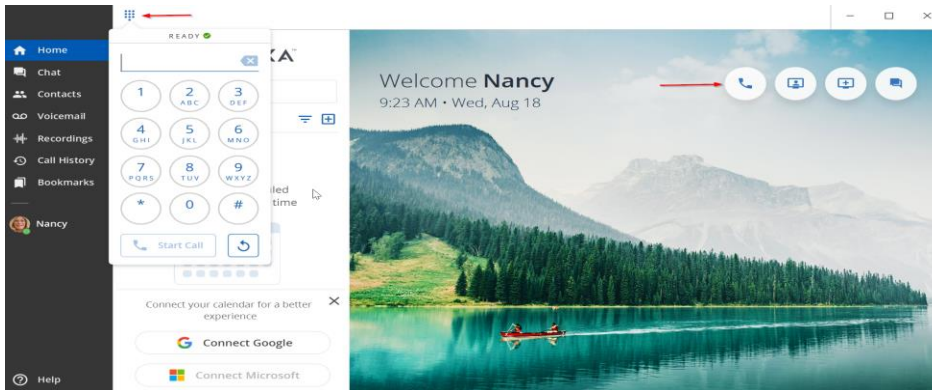 READY
Home
Chat
Contacts
Voicemail
Recordings
Call History
Bookmarks
Nancy
Help
1
2 ABC
3 DEF
4 GHI
5 JKL
6 MNO
7 PQRS
8 TUV
9 WXYZ
*
0
#
Start Call
time
Connect your calendar for a better
experience
Connect Google
Connect Microsoft
Welcome Nancy
9:23 AM • Wed, Aug 18